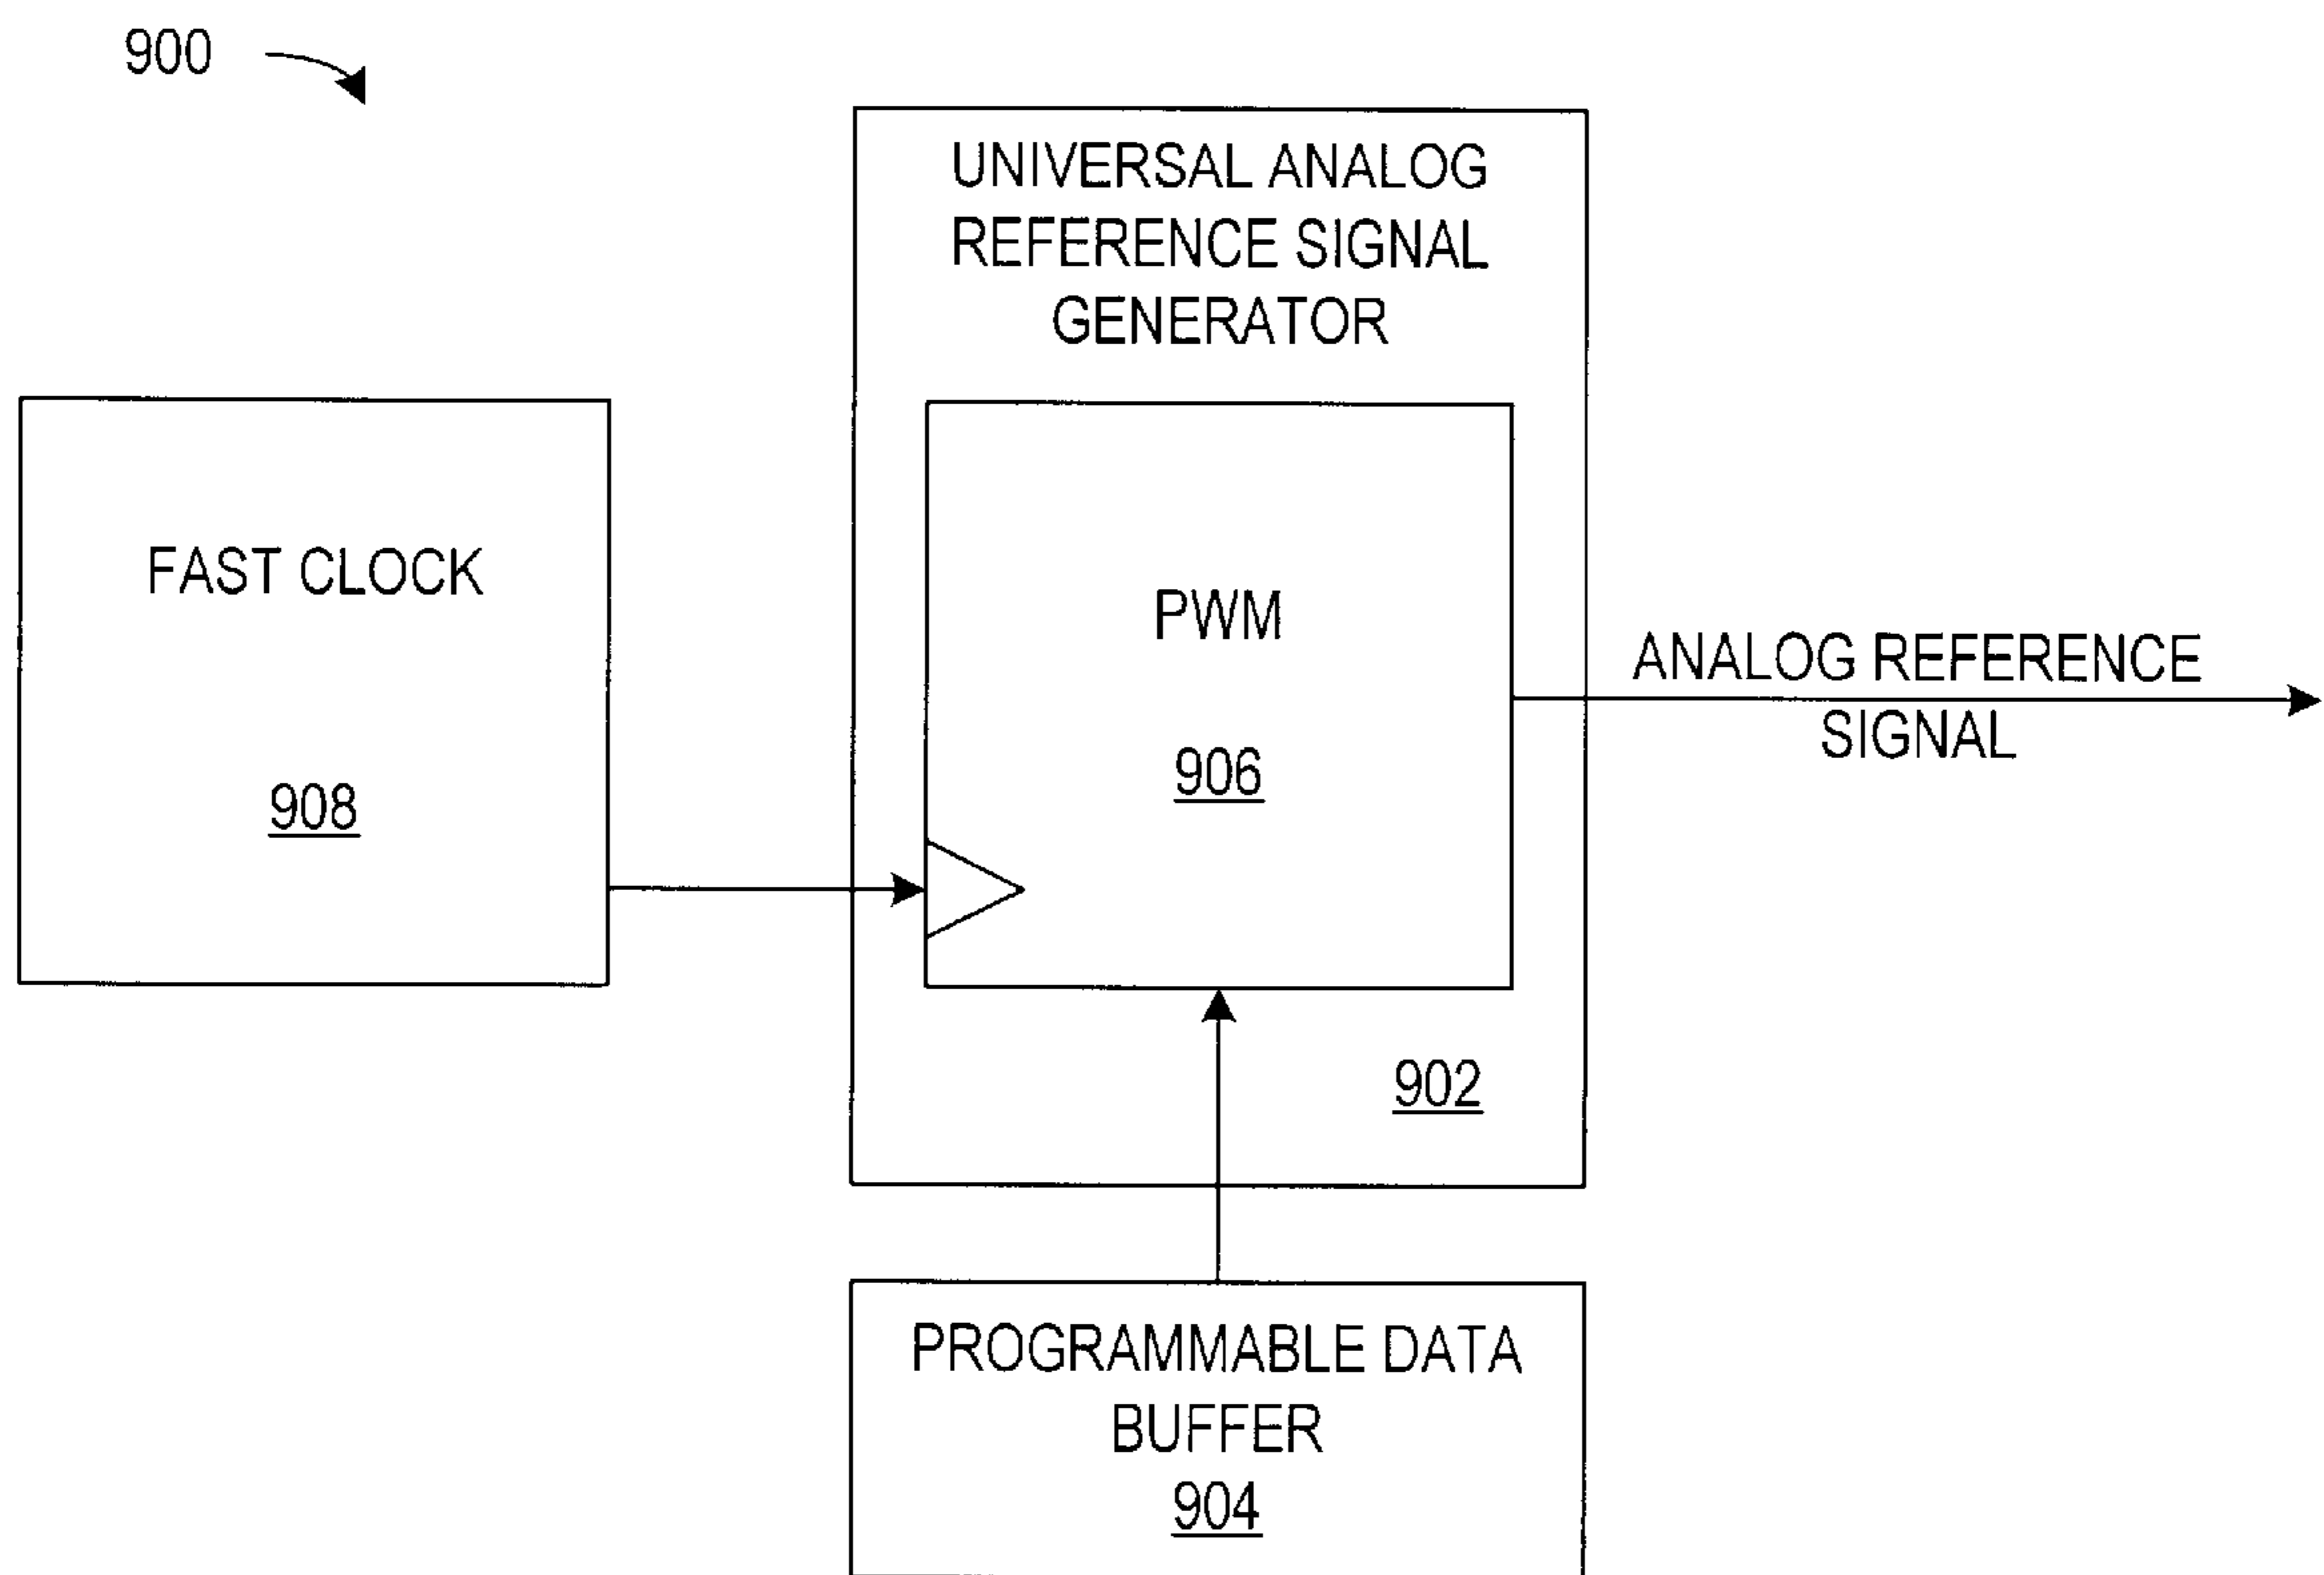 900
UNIVERSAL ANALOG
REFERENCE SIGNAL
GENERATOR
FAST CLOCK
908
PWM
906
ANALOG REFERENCE
SIGNAL
902
PROGRAMMABLE DATA
BUFFER
904